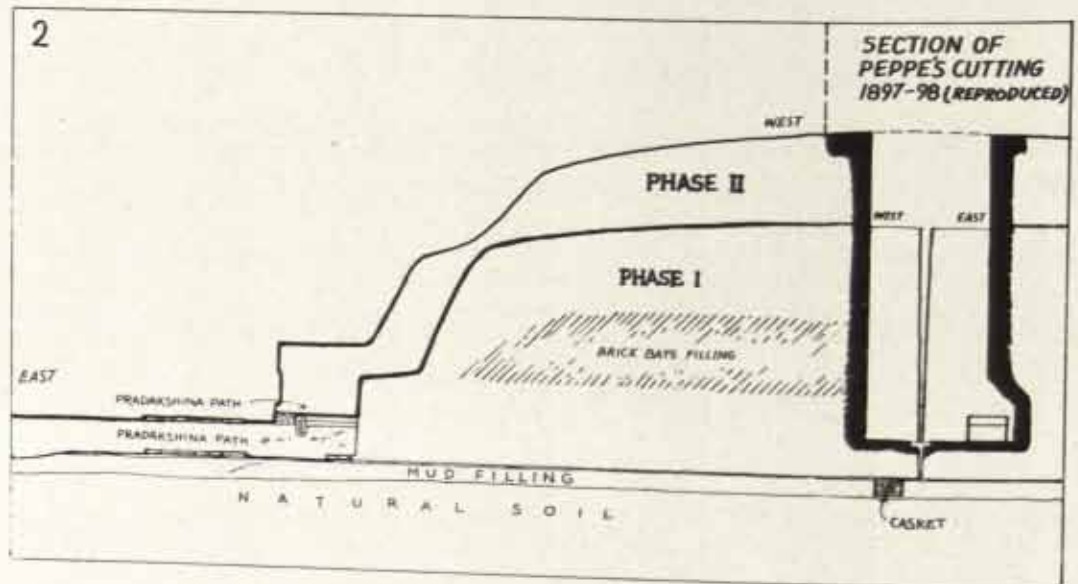 2
SECTION OF
PEPPE'S CUTTING
1897-98 (REPRODUCED)
WEST
PHASE II
WEST
EAST
PHASE I
BRICK BATS FILLING
EAST
PRADAKSHINA PATH
PRADAKSHINA PATH
MUD FILLING
NATURAL SOIL
CASKET